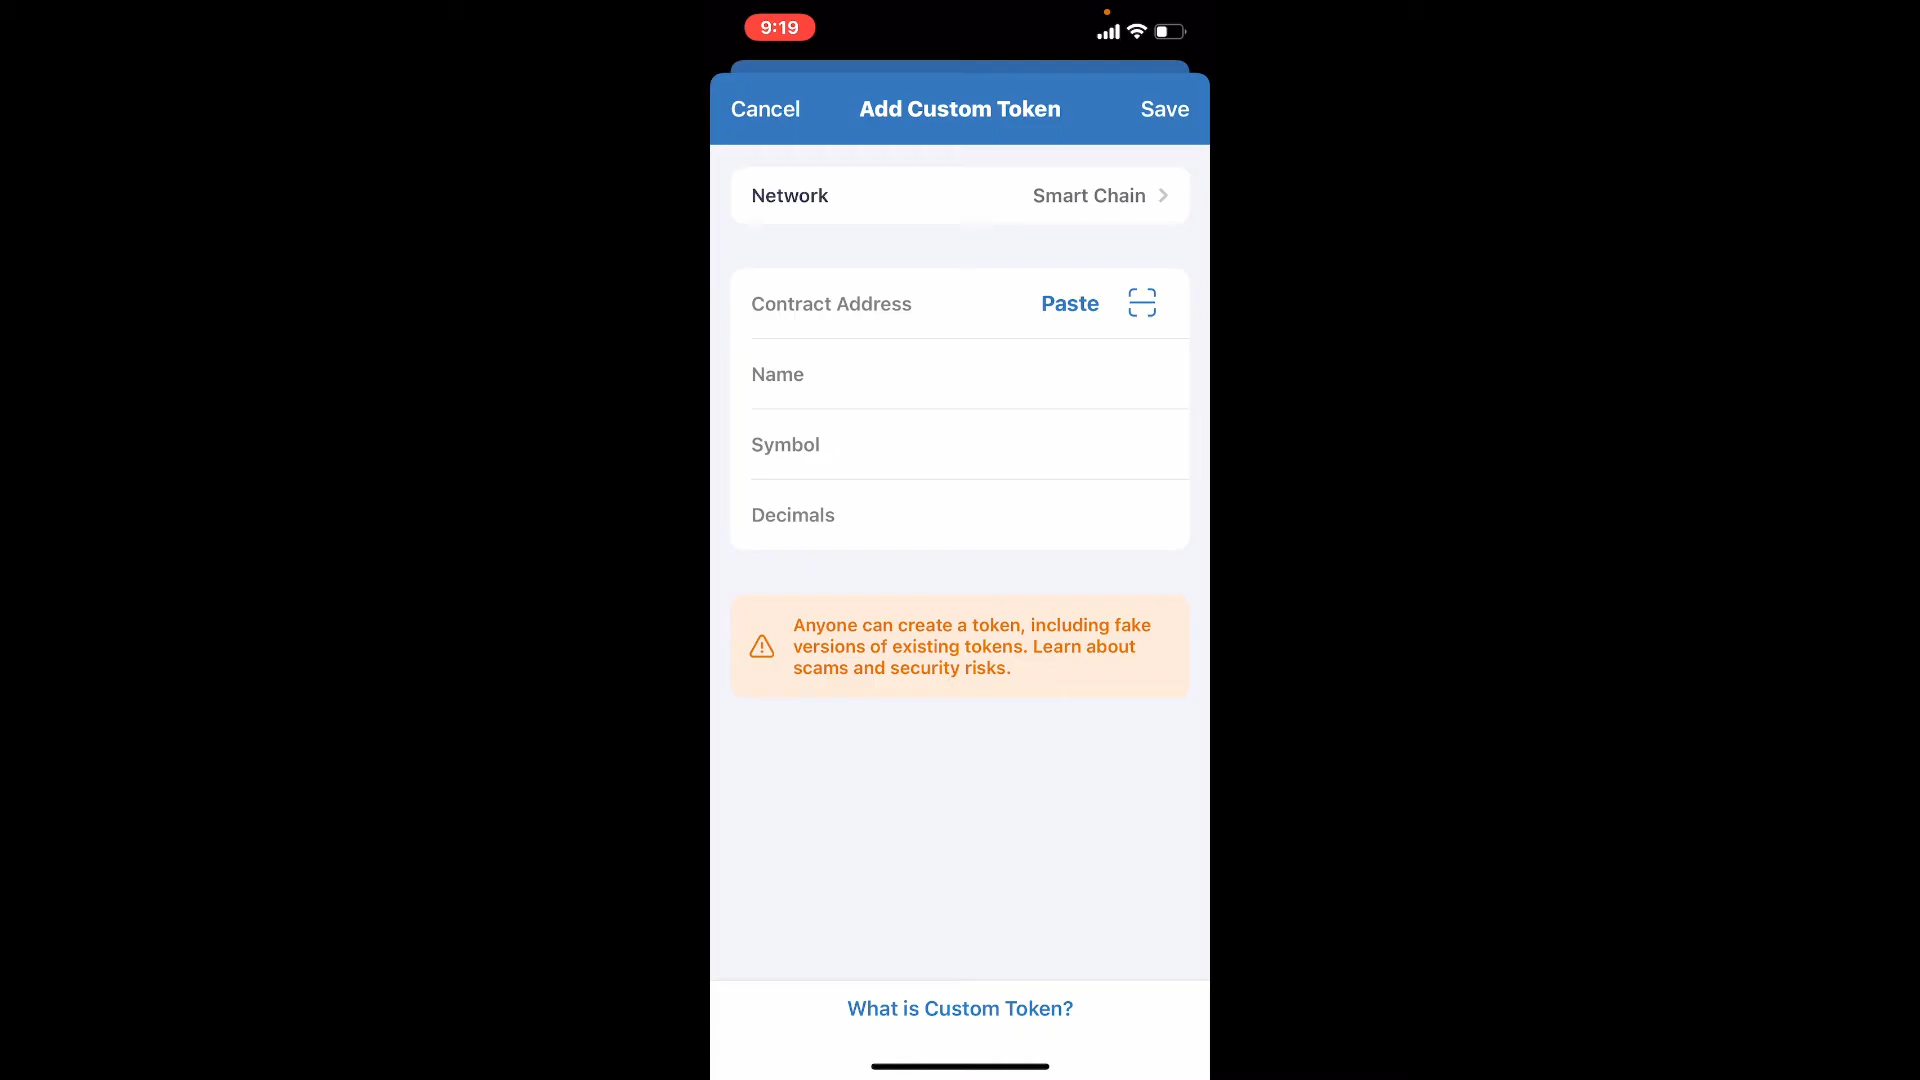 9:19
Cancel Add Custom Token Save
Network Smart Chain
Contract Address Paste
Name
Symbol
Decimals
Anyone can create a token, including fake
versions of existing tokens. Learn about
scams and security risks.
What is Custom Token?